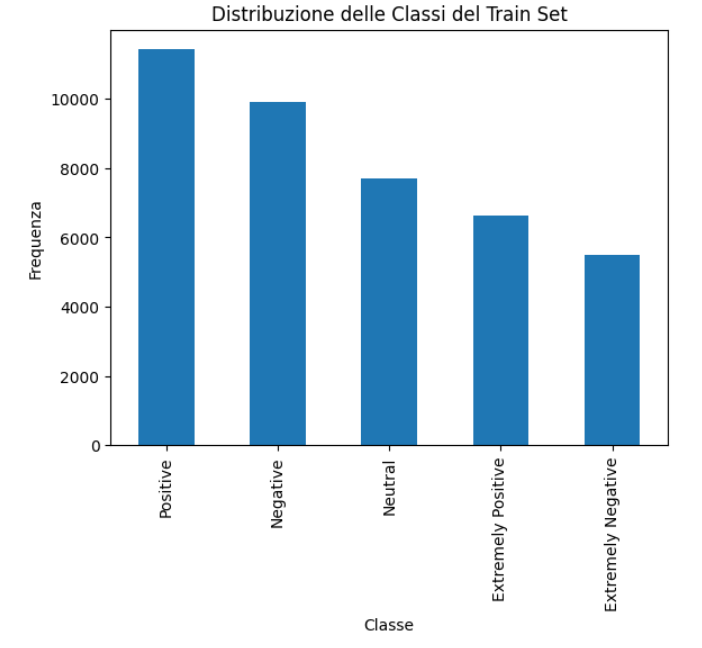 Distribuzione delle Classi del Train Set
Frequenza
10000
8000
6000
4000
2000
0
Positive
Negative
Neutral
Extremely Positive
Extremely Negative
Classe